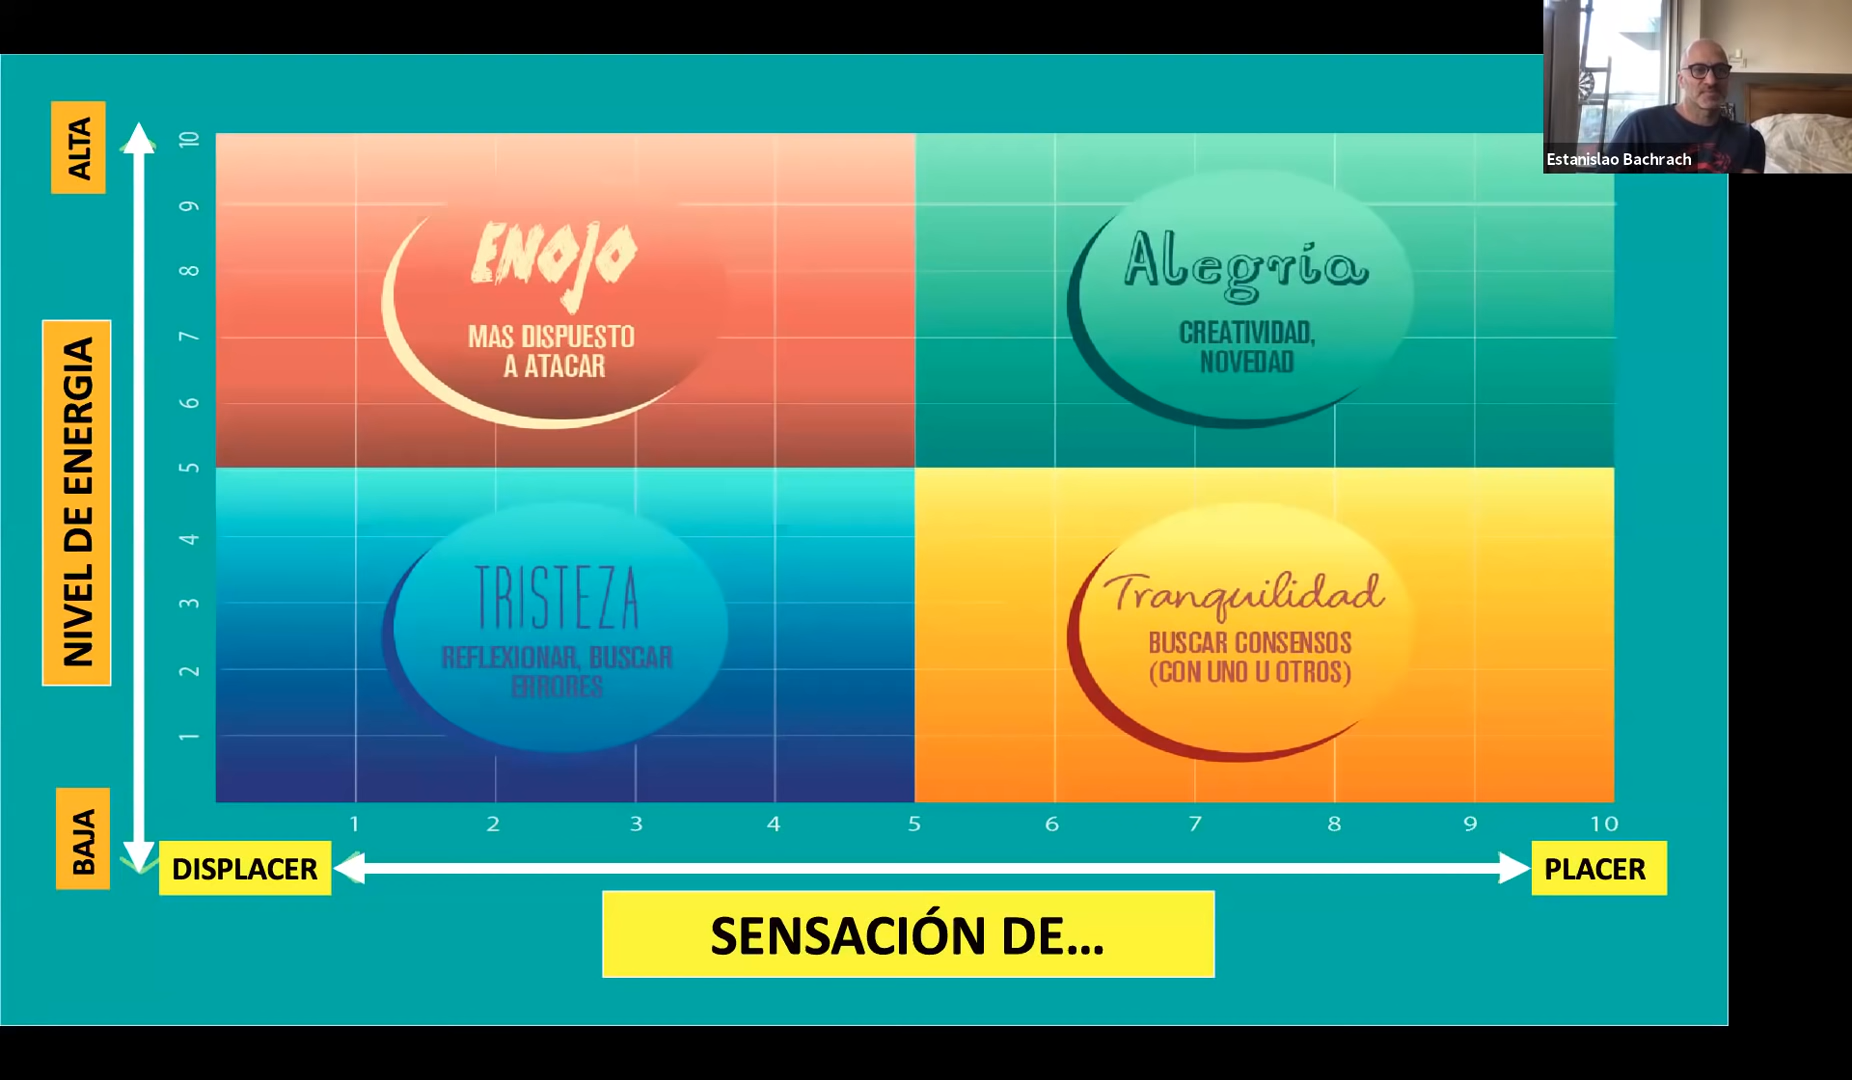 Estanislao Bachrach
ALTA
NIVEL DE ENERGIA
BAJA
10
9
8
7
6
5
4
3
2
1
ENOJO
MAS DISPUESTO
A ATACAR
Alegría
CREATIVIDAD,
NOVEDAD
TRISTEZA
REFLEXIONAR, BUSCAR
ERRORES
Tranquilidad
BUSCAR CONSENSOS
(CON UNO U OTROS)
1 2 3 4 5 6 7 8 9 10
DISPLACER
PLACER
SENSACIÓN DE...